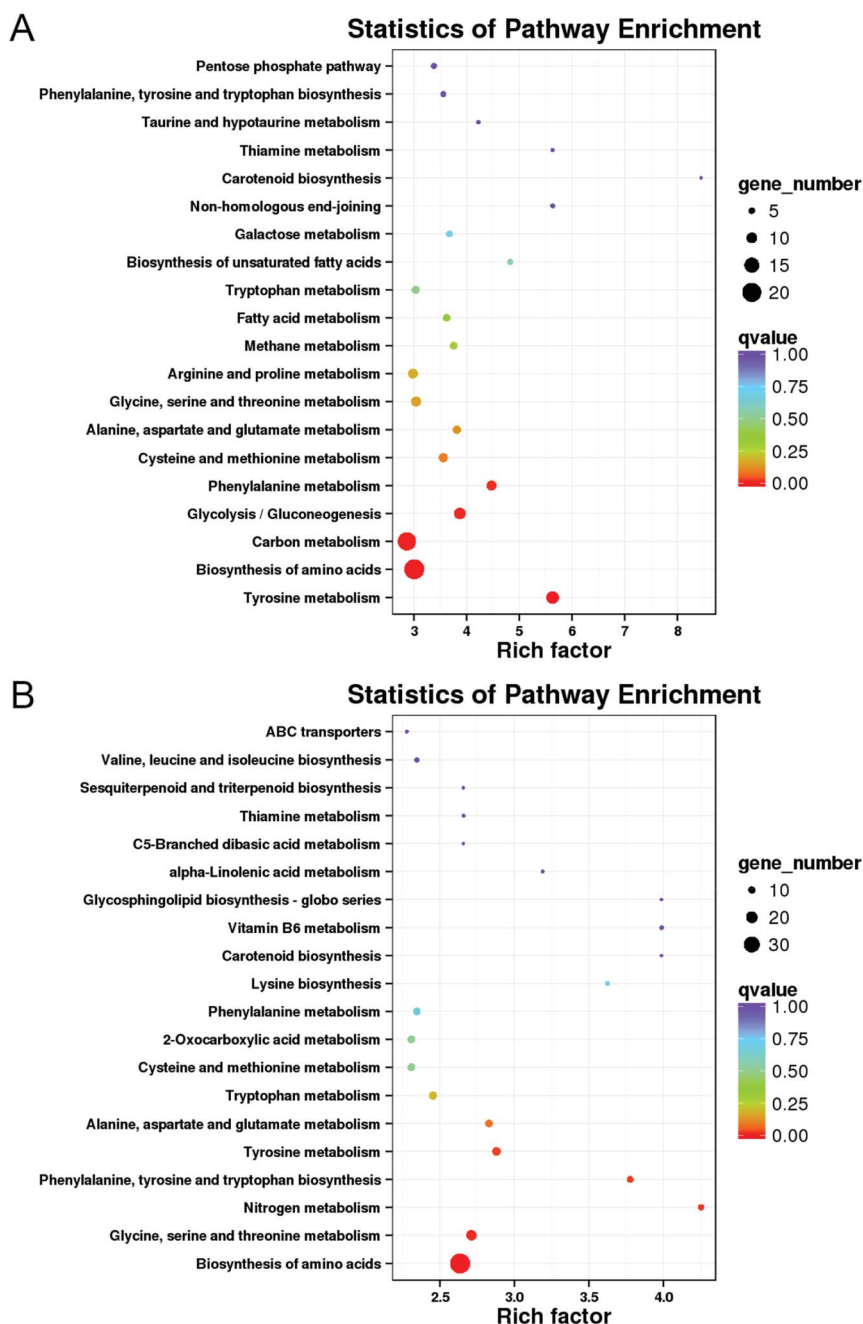 A
Statistics of Pathway Enrichment
Pentose phosphate pathway
Phenylalanine, tyrosine and tryptophan biosynthesis
Taurine and hypotaurine metabolism
Thiamine metabolism
Carotenoid biosynthesis
Non-homologous end-joining
Galactose metabolism
Biosynthesis of unsaturated fatty acids
Tryptophan metabolism
Fatty acid metabolism
Methane metabolism
Arginine and proline metabolism
Glycine, serine and threonine metabolism
Alanine, aspartate and glutamate metabolism
Cysteine and methionine metabolism
Phenylalanine metabolism
Glycolysis / Gluconeogenesis
Carbon metabolism
Biosynthesis of amino acids
Tyrosine metabolism
3 4 5 6 7 8
Rich factor
gene_number
5
10
15
20
qvalue
1.00
0.75
0.50
0.25
0.00
B
Statistics of Pathway Enrichment
ABC transporters
Valine, leucine and isoleucine biosynthesis
Sesquiterpenoid and triterpenoid biosynthesis
Thiamine metabolism
C5-Branched dibasic acid metabolism
alpha-Linolenic acid metabolism
Glycosphingolipid biosynthesis - globo series
Vitamin B6 metabolism
Carotenoid biosynthesis
Lysine biosynthesis
Phenylalanine metabolism
2-Oxocarboxylic acid metabolism
Cysteine and methionine metabolism
Tryptophan metabolism
Alanine, aspartate and glutamate metabolism
Tyrosine metabolism
Phenylalanine, tyrosine and tryptophan biosynthesis
Nitrogen metabolism
Glycine, serine and threonine metabolism
Biosynthesis of amino acids
2.5 3.0 3.5 4.0
Rich factor
gene_number
10
20
30
qvalue
1.00
0.75
0.50
0.25
0.00